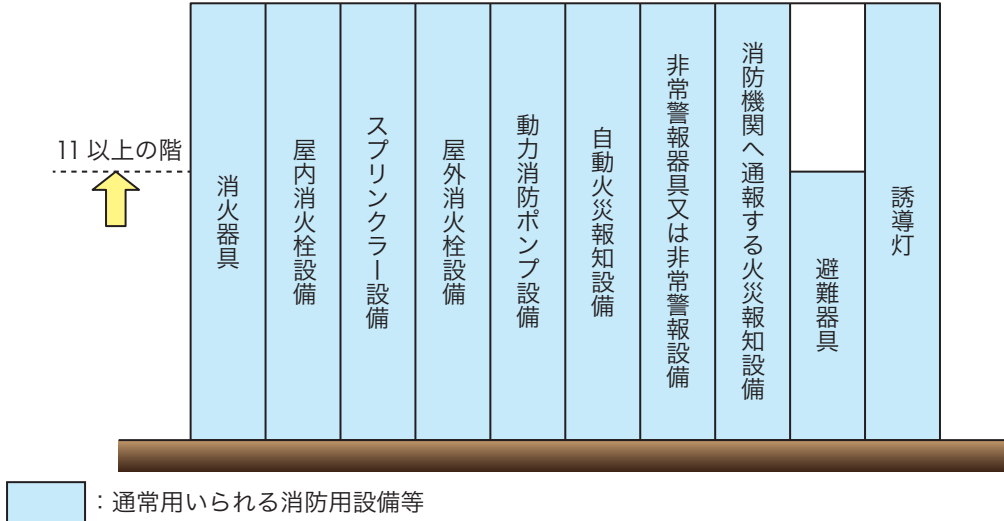 11 以上の階
消火器具
屋内消火栓設備
スプリンクラー設備
屋外消火栓設備
動力消防ポンプ設備
自動火災報知設備
非常警報器具又は非常警報設備
消防機関へ通報する火災報知設備
避難器具
誘導灯
：通常用いられる消防用設備等